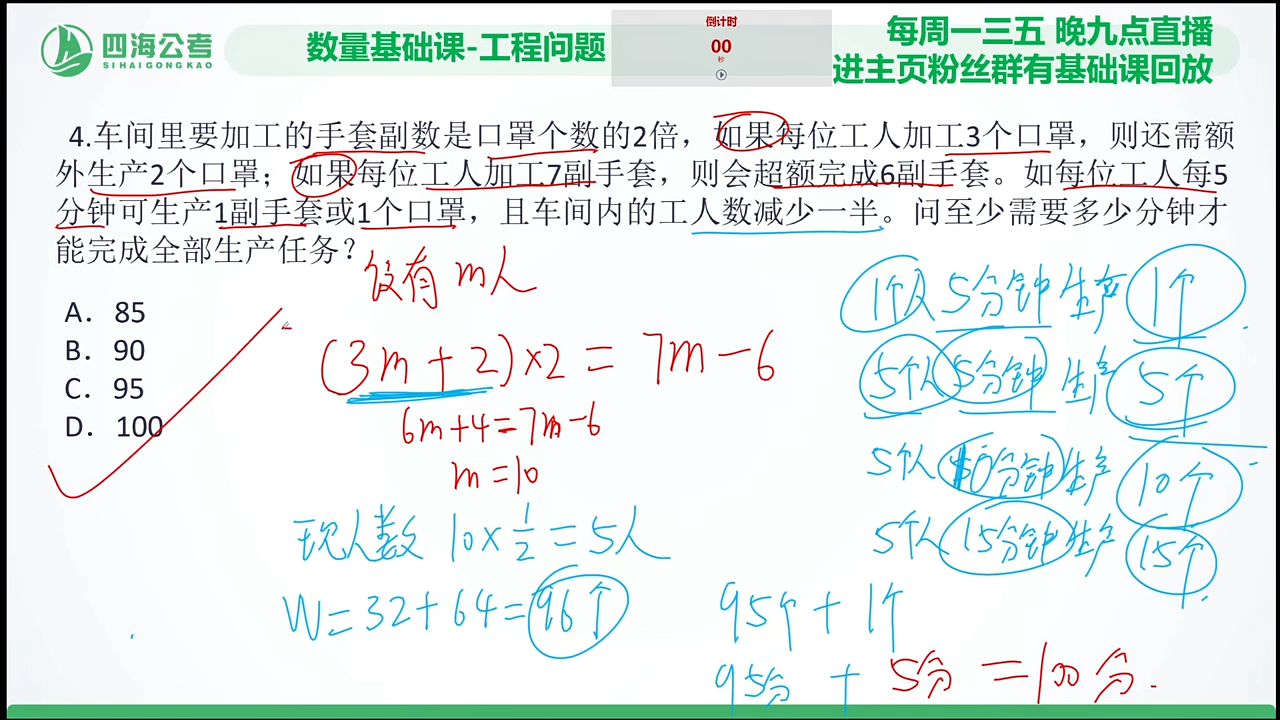 四海公考
SIHAIGONGKAO
数量基础课-工程问题
倒计时
00
秒
每周一三五 晚九点直播
进主页粉丝群有基础课回放
4.车间里要加工的手套副数是口罩个数的2倍，如果每位工人加工3个口罩，则还需额
外生产2个口罩；如果每位工人加工7副手套，则会超额完成6副手套。如每位工人每5
分钟可生产1副手套或1个口罩，且车间内的工人数减少一半。问至少需要多少分钟才
能完成全部生产任务？
A. 85
B. 90
C. 95
D. 100
设有 m人
(3m+2)×2=7m-6
6m+4=7m-6
m=10
现人数 10×1/2=5人
W=32+64=96个
1个人5分钟生产1个
5个人5分钟生产5个
5个人10分钟生产10个
5个人15分钟生产15个
95个+1个
95分+5分=100分.